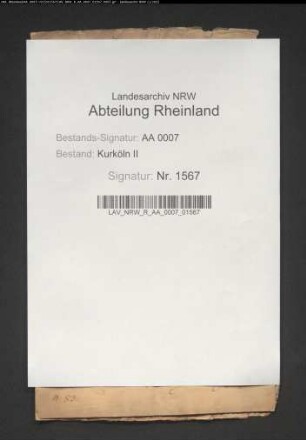 Landesarchiv NRW
Abteilung Rheinland
Bestands-Signatur: AA 0007
Bestand: Kurköln II
Signatur: Nr. 1567
LAV_NRW_R_AA_0007_01567